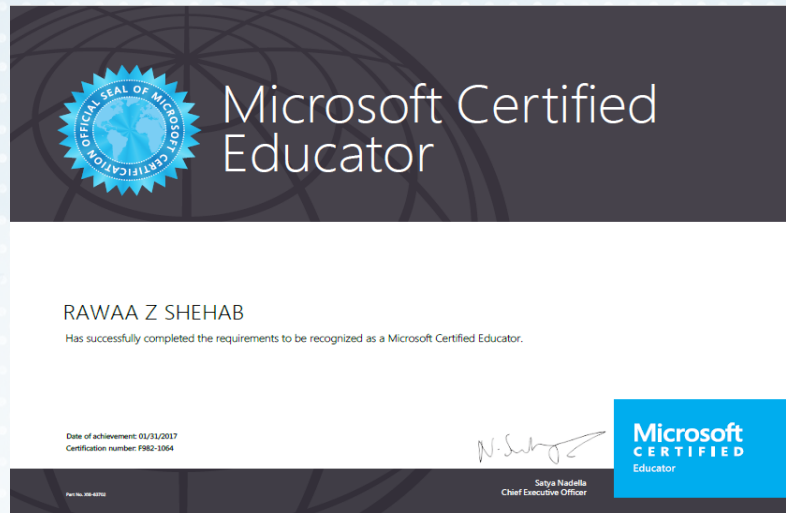 OFFICIAL SEAL OF MICROSOFT CERTIFICATION
Microsoft Certified
Educator
RAWAA Z SHEHAB
Has successfully completed the requirements to be recognized as a Microsoft Certified Educator.
Date of achievement: 01/31/2017
Certification number: F982-1064
Satya Nadella
Chief Executive Officer
Microsoft
CERTIFIED
Educator